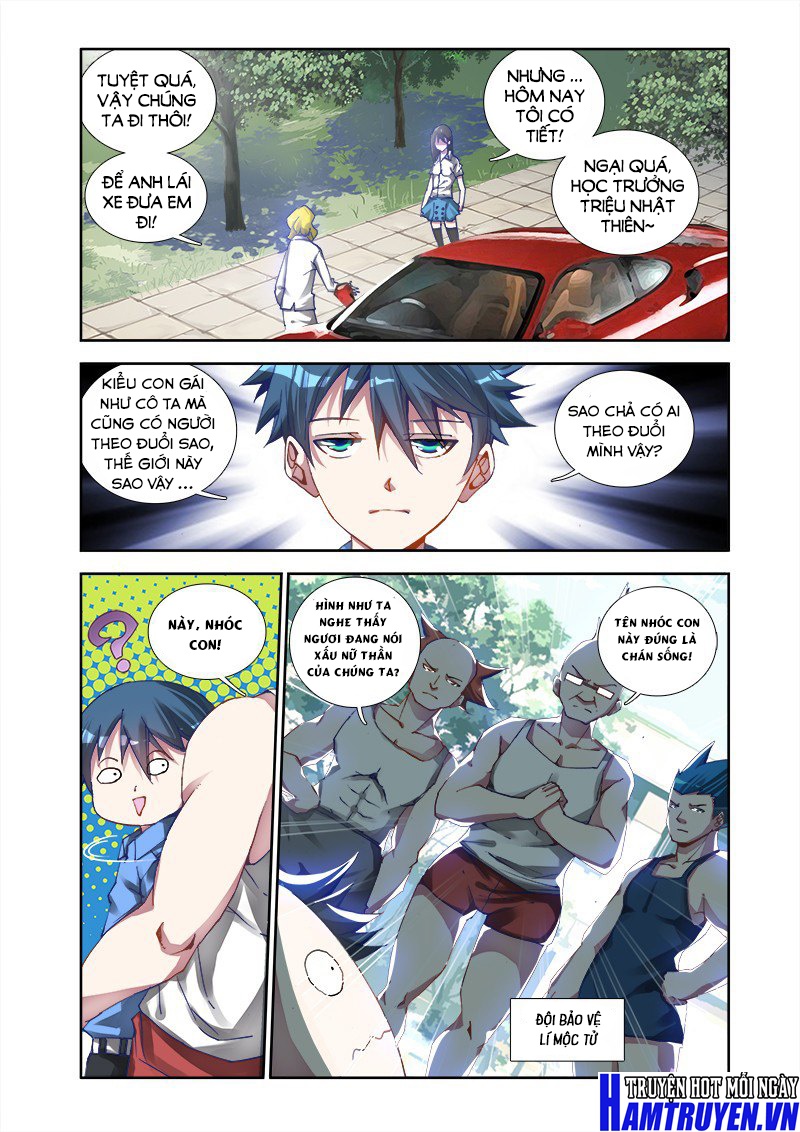 TUYỆT QUÁ,
VẬY CHÚNG
TA ĐI THÔI!
ĐỂ ANH LÁI
XE ĐƯA EM
ĐI!
NHƯNG ...
HÔM NAY
TÔI CÓ
TIẾT!
NGẠI QUÁ,
HỌC TRƯỞNG
TRIỆU NHẬT
THIÊN~
KIỂU CON GÁI
NHƯ CÔ TA MÀ
CŨNG CÓ NGƯỜI
THEO ĐUỔI SAO,
THẾ GIỚI NÀY
SAO VẬY ...
SAO CHẢ CÓ AI
THEO ĐUỔI
MÌNH VẬY?
?
NÀY, NHÓC
CON!
HÌNH NHƯ TA
NGHE THẤY
NGƯƠI ĐANG NÓI
XẤU NỮ THẦN
CỦA CHÚNG TA?
TÊN NHÓC CON
NÀY ĐÚNG LÀ
CHÁN SỐNG!
ĐỘI BẢO VỆ
LÍ MỘC TỬ
TRUYỆN HOT MỖI NGÀY
HAMTRUYEN.VN